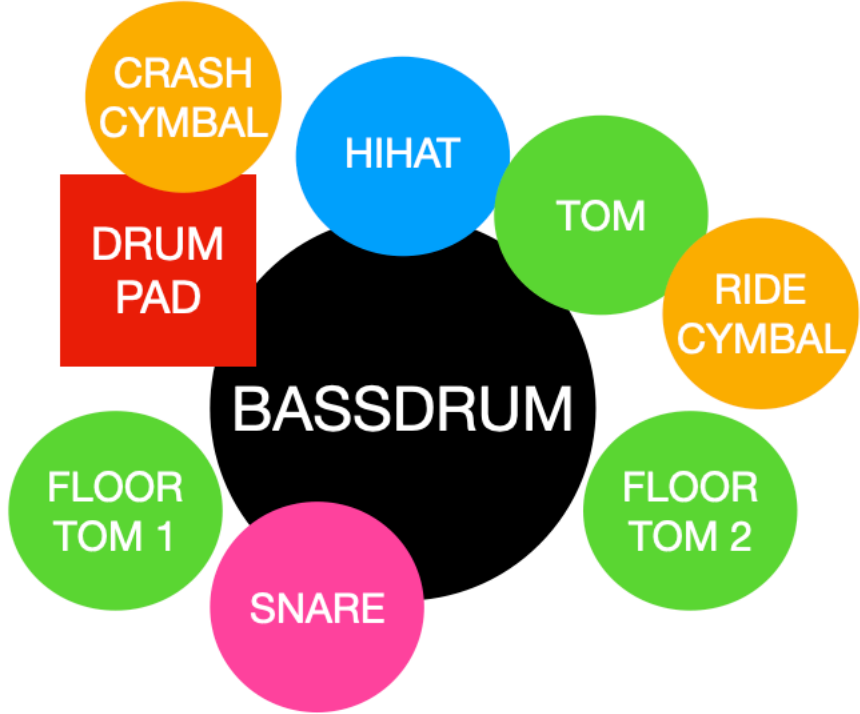 CRASH
CYMBAL
HIHAT
TOM
DRUM
PAD
RIDE
CYMBAL
BASSDRUM
FLOOR
TOM 1
FLOOR
TOM 2
SNARE